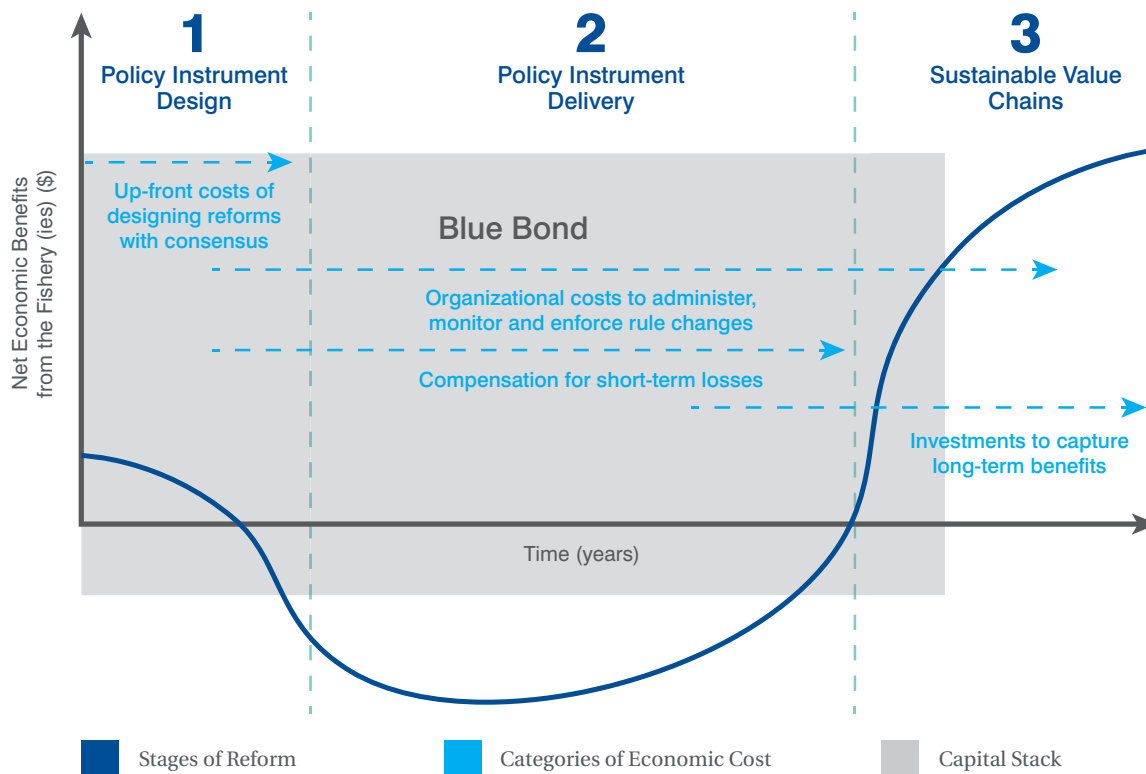 1
Policy Instrument
Design
2
Policy Instrument
Delivery
3
Sustainable Value
Chains
Net Economic Benefits
from the Fishery (ies) ($)
Up-front costs of
designing reforms
with consensus
Blue Bond
Organizational costs to administer,
monitor and enforce rule changes
Compensation for short-term losses
Investments to capture
long-term benefits
Time (years)
Stages of Reform
Categories of Economic Cost
Capital Stack